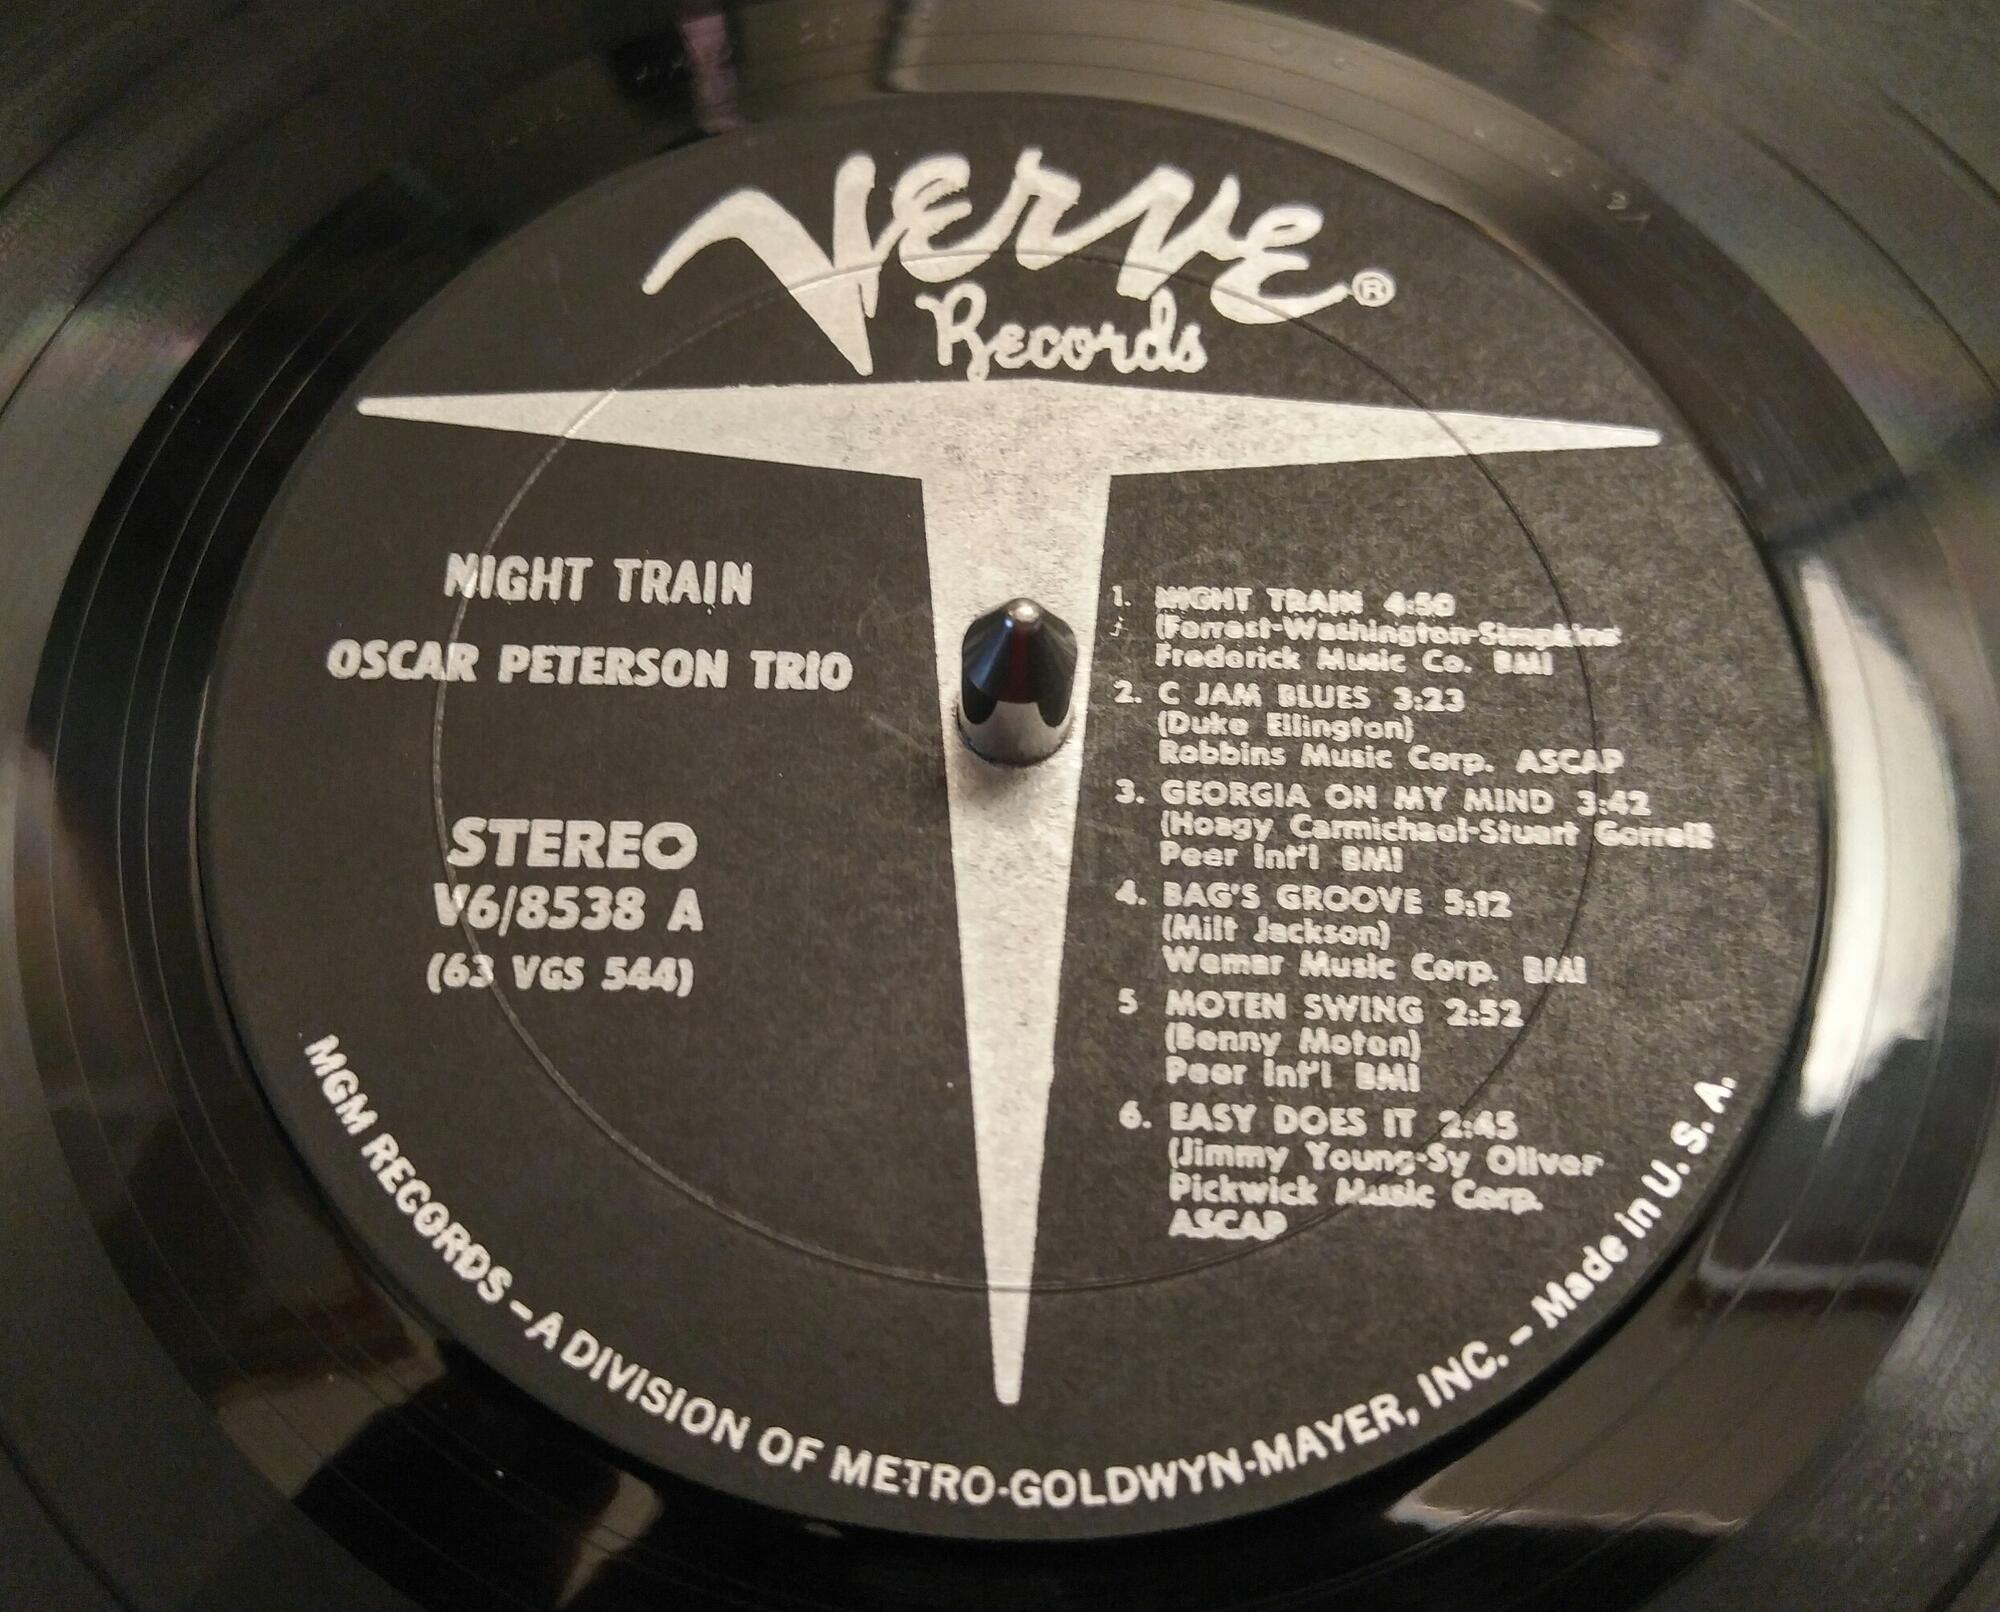 Verve®
Records
NIGHT TRAIN
OSCAR PETERSON TRIO
STEREO
V6/8538 A
(63 VGS 544)
1. NIGHT TRAIN 4:50
(Forrest-Washington-Simpkins
Frederick Music Co. BMI
2. C JAM BLUES 3:23
(Duke Ellington)
Robbins Music Corp. ASCAP
3. GEORGIA ON MY MIND 3:42
(Hoagy Carmichael-Stuart Gorrell)
Peer Int'l BMI
4. BAG'S GROOVE 5:12
(Milt Jackson)
Wemar Music Corp. BMI
5 MOTEN SWING 2:52
(Benny Moten)
Peer Int'l BMI
6. EASY DOES IT 2:45
(Jimmy Young-Sy Oliver
Pickwick Music Corp.
ASCAP
MGM RECORDS – A DIVISION OF METRO-GOLDWYN-MAYER, INC. – Made in U. S. A.